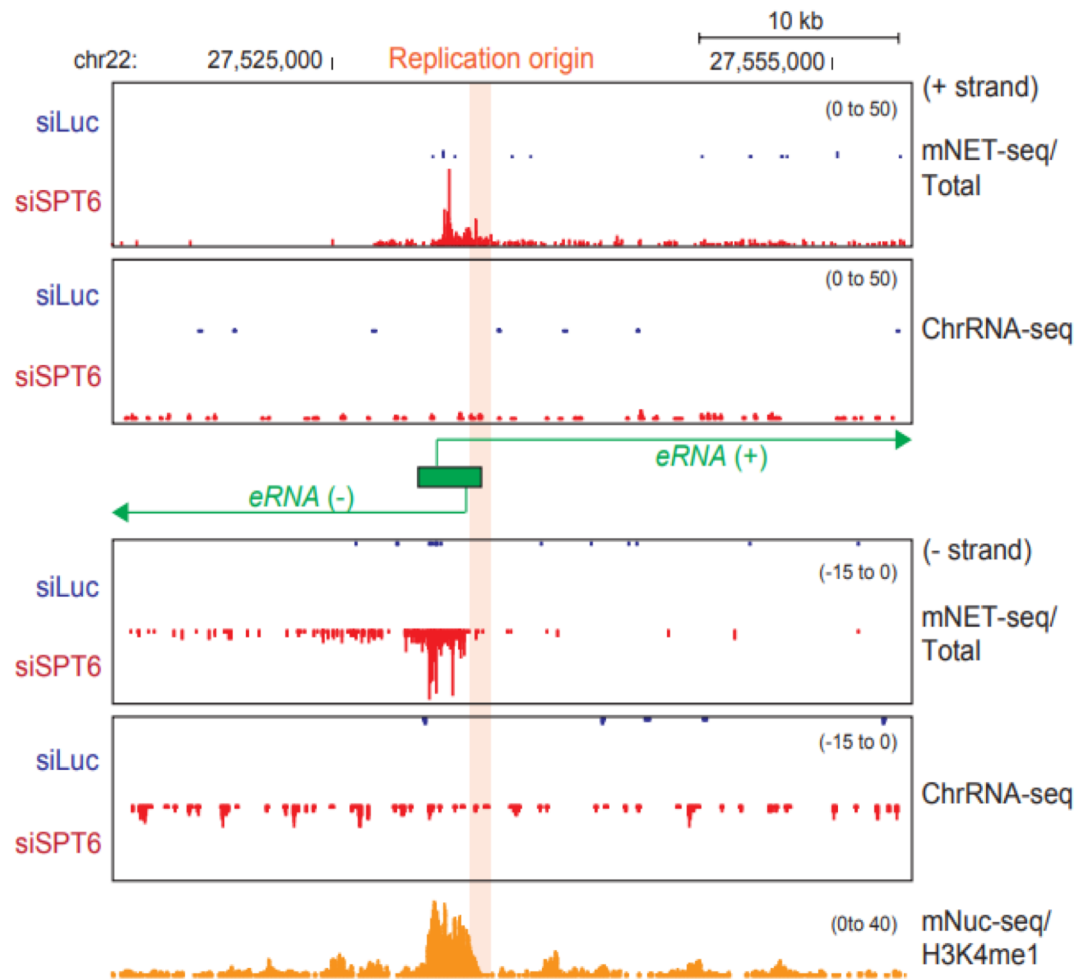 10 kb
chr22: 27,525,000 Replication origin 27,555,000
(+ strand)
siLuc (0 to 50)
mNET-seq/
Total
siSPT6
siLuc (0 to 50)
ChrRNA-seq
siSPT6
eRNA (+)
eRNA (-)
(- strand)
siLuc (-15 to 0)
mNET-seq/
Total
siSPT6
siLuc (-15 to 0)
ChrRNA-seq
siSPT6
(0to 40) mNuc-seq/
H3K4me1